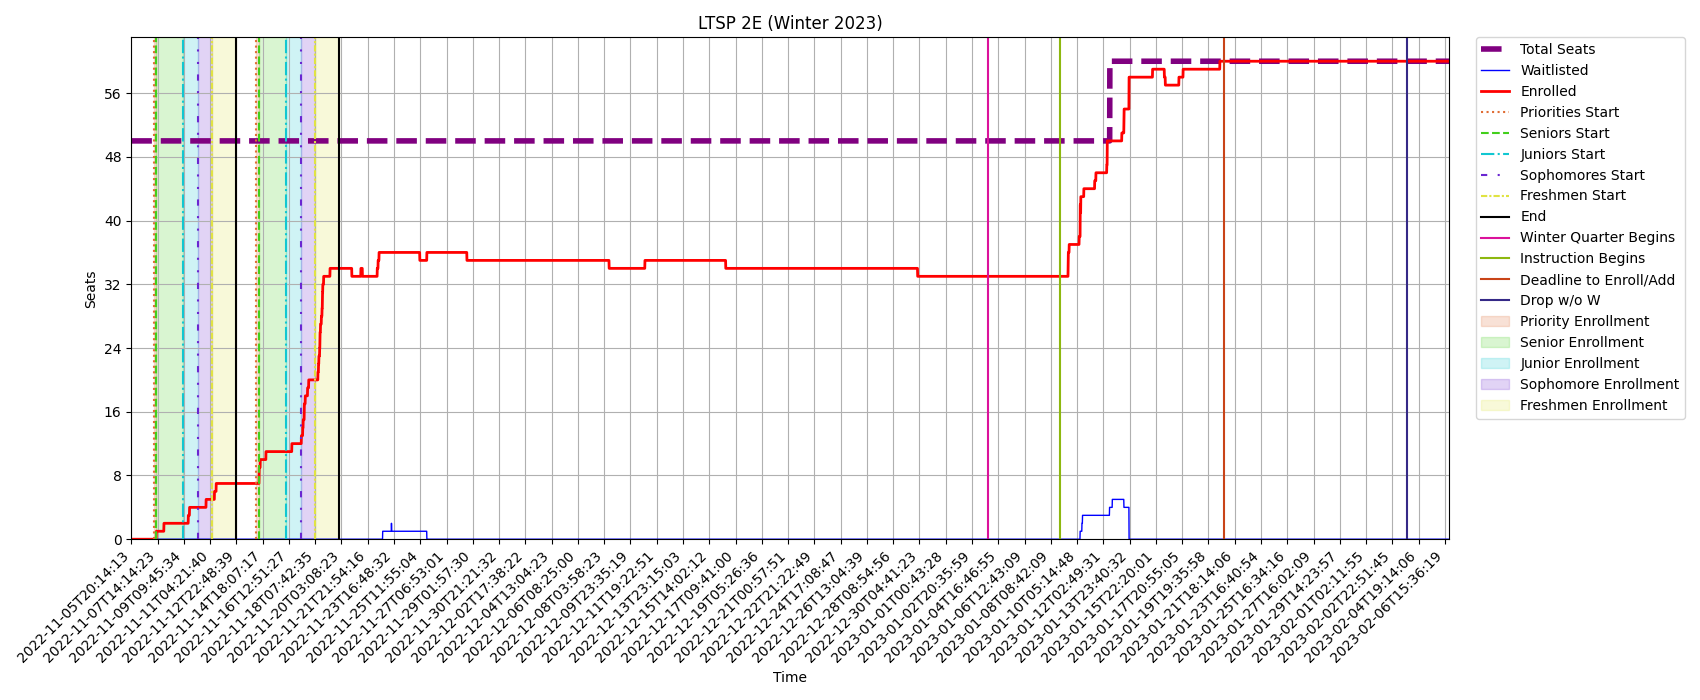 LTSP 2E (Winter 2023)
Seats
56
48
40
32
24
16
8
0
2022-11-05T20:14:13
2022-11-07T14:14:23
2022-11-09T09:45:34
2022-11-11T04:21:40
2022-11-12T22:48:39
2022-11-14T18:07:17
2022-11-16T12:51:27
2022-11-18T07:42:35
2022-11-20T03:08:23
2022-11-21T21:54:16
2022-11-23T16:48:32
2022-11-25T11:55:04
2022-11-27T06:53:01
2022-11-29T01:57:30
2022-11-30T21:21:32
2022-12-02T17:38:22
2022-12-04T13:04:23
2022-12-06T08:25:00
2022-12-08T03:58:23
2022-12-09T23:35:19
2022-12-11T19:22:51
2022-12-13T23:15:03
2022-12-15T14:02:12
2022-12-17T09:41:00
2022-12-19T05:26:36
2022-12-21T00:57:51
2022-12-22T21:22:49
2022-12-24T17:08:47
2022-12-26T13:04:39
2022-12-28T08:54:56
2022-12-30T04:41:23
2023-01-01T00:43:28
2023-01-02T20:35:59
2023-01-04T16:46:55
2023-01-06T12:43:09
2023-01-08T08:42:09
2023-01-10T05:14:48
2023-01-12T02:49:31
2023-01-13T23:40:32
2023-01-15T22:20:01
2023-01-17T20:55:05
2023-01-19T19:35:58
2023-01-21T18:14:06
2023-01-23T16:40:54
2023-01-25T16:34:16
2023-01-27T16:02:09
2023-01-29T14:23:57
2023-02-01T02:11:55
2023-02-02T22:51:45
2023-02-04T19:14:06
2023-02-06T15:36:19
Time
Total Seats
Waitlisted
Enrolled
Priorities Start
Seniors Start
Juniors Start
Sophomores Start
Freshmen Start
End
Winter Quarter Begins
Instruction Begins
Deadline to Enroll/Add
Drop w/o W
Priority Enrollment
Senior Enrollment
Junior Enrollment
Sophomore Enrollment
Freshmen Enrollment